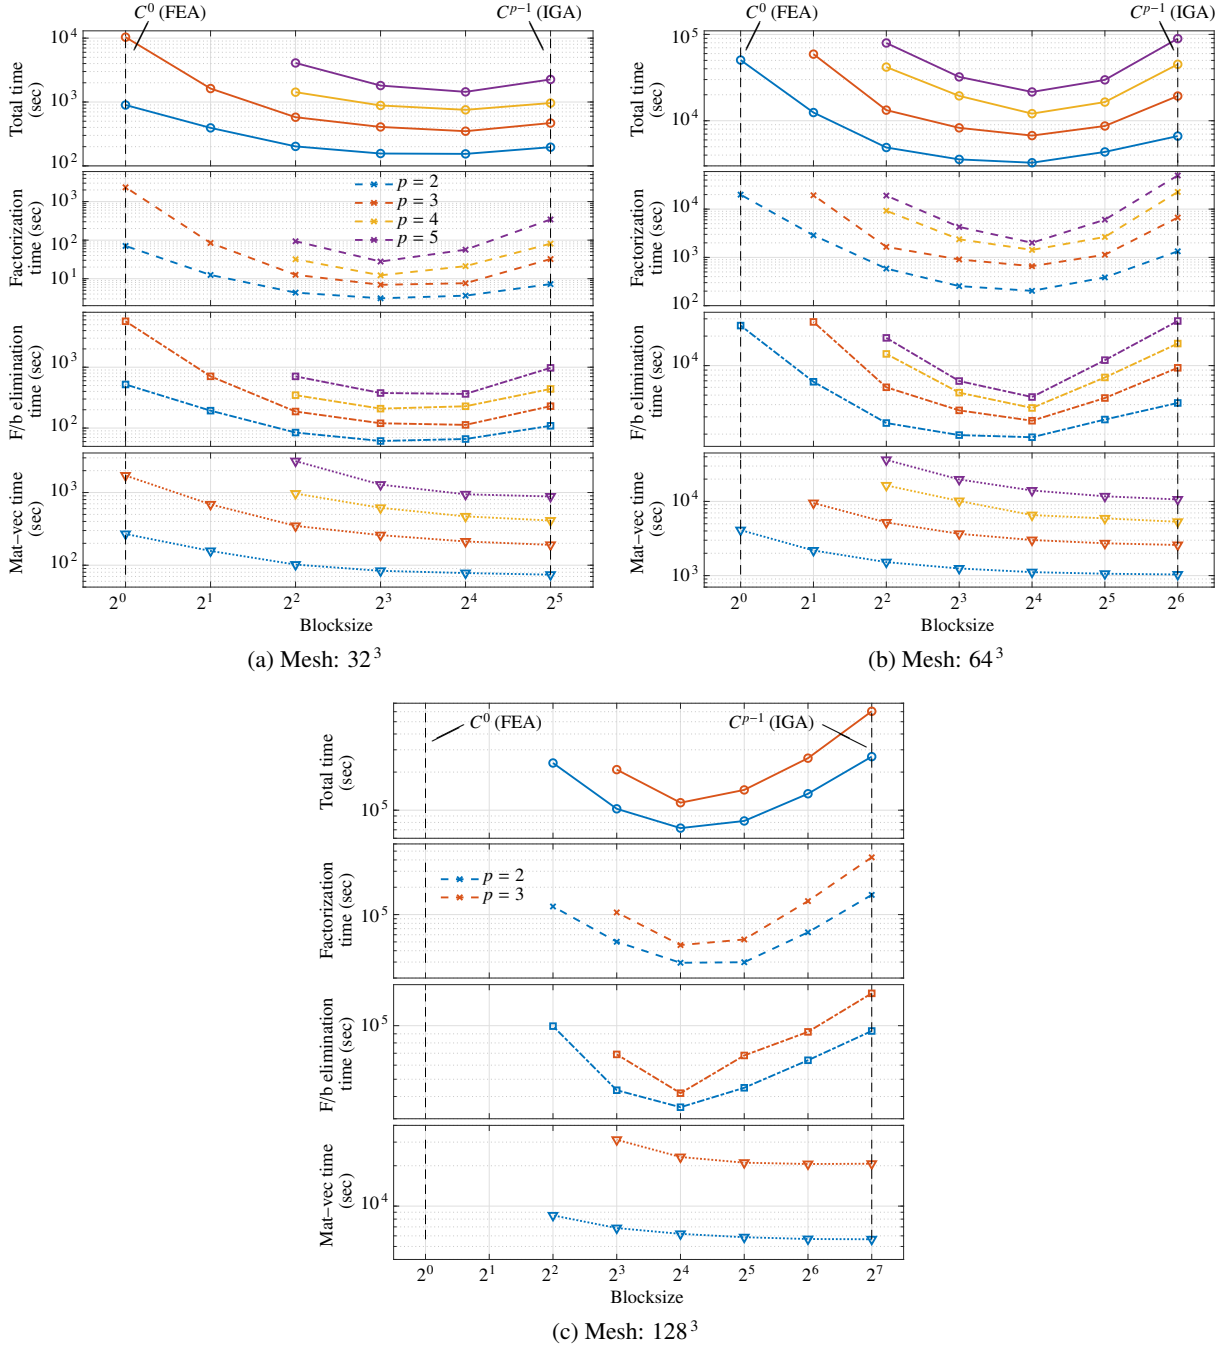 C⁰ (FEA)
Cᵖ⁻¹ (IGA)
Total time
(sec)
10⁴
10³
10²
Factorization
time (sec)
10³
10²
10¹
p = 2
p = 3
p = 4
p = 5
F/b elimination
time (sec)
10³
10²
Mat−vec time
(sec)
10³
10²
2⁰ 2¹ 2² 2³ 2⁴ 2⁵
Blocksize
(a) Mesh: 32³
C⁰ (FEA)
Cᵖ⁻¹ (IGA)
Total time
(sec)
10⁵
10⁴
Factorization
time (sec)
10⁴
10³
10²
F/b elimination
time (sec)
10⁴
Mat−vec time
(sec)
10⁴
10³
2⁰ 2¹ 2² 2³ 2⁴ 2⁵ 2⁶
Blocksize
(b) Mesh: 64³
C⁰ (FEA)
Cᵖ⁻¹ (IGA)
Total time
(sec)
10⁵
Factorization
time (sec)
10⁵
p = 2
p = 3
F/b elimination
time (sec)
10⁵
Mat−vec time
(sec)
10⁴
2⁰ 2¹ 2² 2³ 2⁴ 2⁵ 2⁶ 2⁷
Blocksize
(c) Mesh: 128³